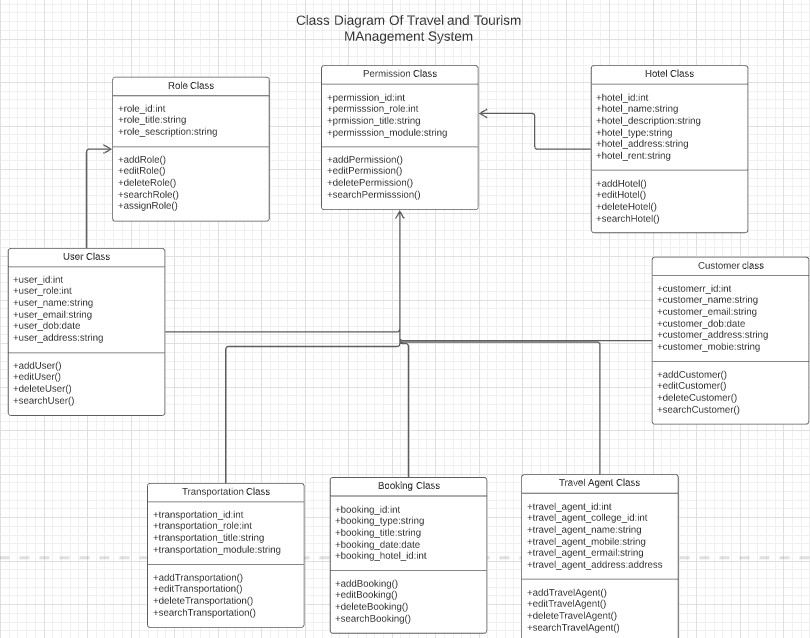 Class Diagram Of Travel and Tourism
MAnagement System
Role Class
+role_id:int
+role_title:string
+role_sescription:string
+addRole()
+editRole()
+deleteRole()
+searchRole()
+assignRole()
Permission Class
+permission_id:int
+permisssion_role:int
+prmission_title:string
+permisssion_module:string
+addPermission()
+editPermission()
+deletePermission()
+searchPermisssion()
Hotel Class
+hotel_id:int
+hotel_name:string
+hotel_description:string
+hotel_type:string
+hotel_address:string
+hotel_rent:string
+addHotel()
+editHotel()
+deleteHotel()
+searchHotel()
User Class
+user_id:int
+user_role:int
+user_name:string
+user_email:string
+user_dob:date
+user_address:string
+addUser()
+editUser()
+deleteUser()
+searchUser()
Customer class
+customerr_id:int
+customer_name:string
+customer_email:string
+customer_dob:date
+customer_address:string
+customer_mobie:string
+addCustomer()
+editCustomer()
+deleteCustomer()
+searchCustomer()
Transportation Class
+transportation_id:int
+transportation_role:int
+transportation_title:string
+transportation_module:string
+addTransportation()
+editTransportation()
+deleteTransportation()
+searchTransportation()
Booking Class
+booking_id:int
+booking_type:string
+booking_title:string
+booking_date:date
+booking_hotel_id:int
+addBooking()
+editBooking()
+deleteBooking()
+searchBooking()
Travel Agent Class
+travel_agent_id:int
+travel_agent_college_id:int
+travel_agent_name:string
+travel_agent_mobile:string
+travel_agent_ermail:string
+travel_agent_address:address
+addTravelAgent()
+editTravelAgent()
+deleteTravelAgent()
+searchTravelAgent()